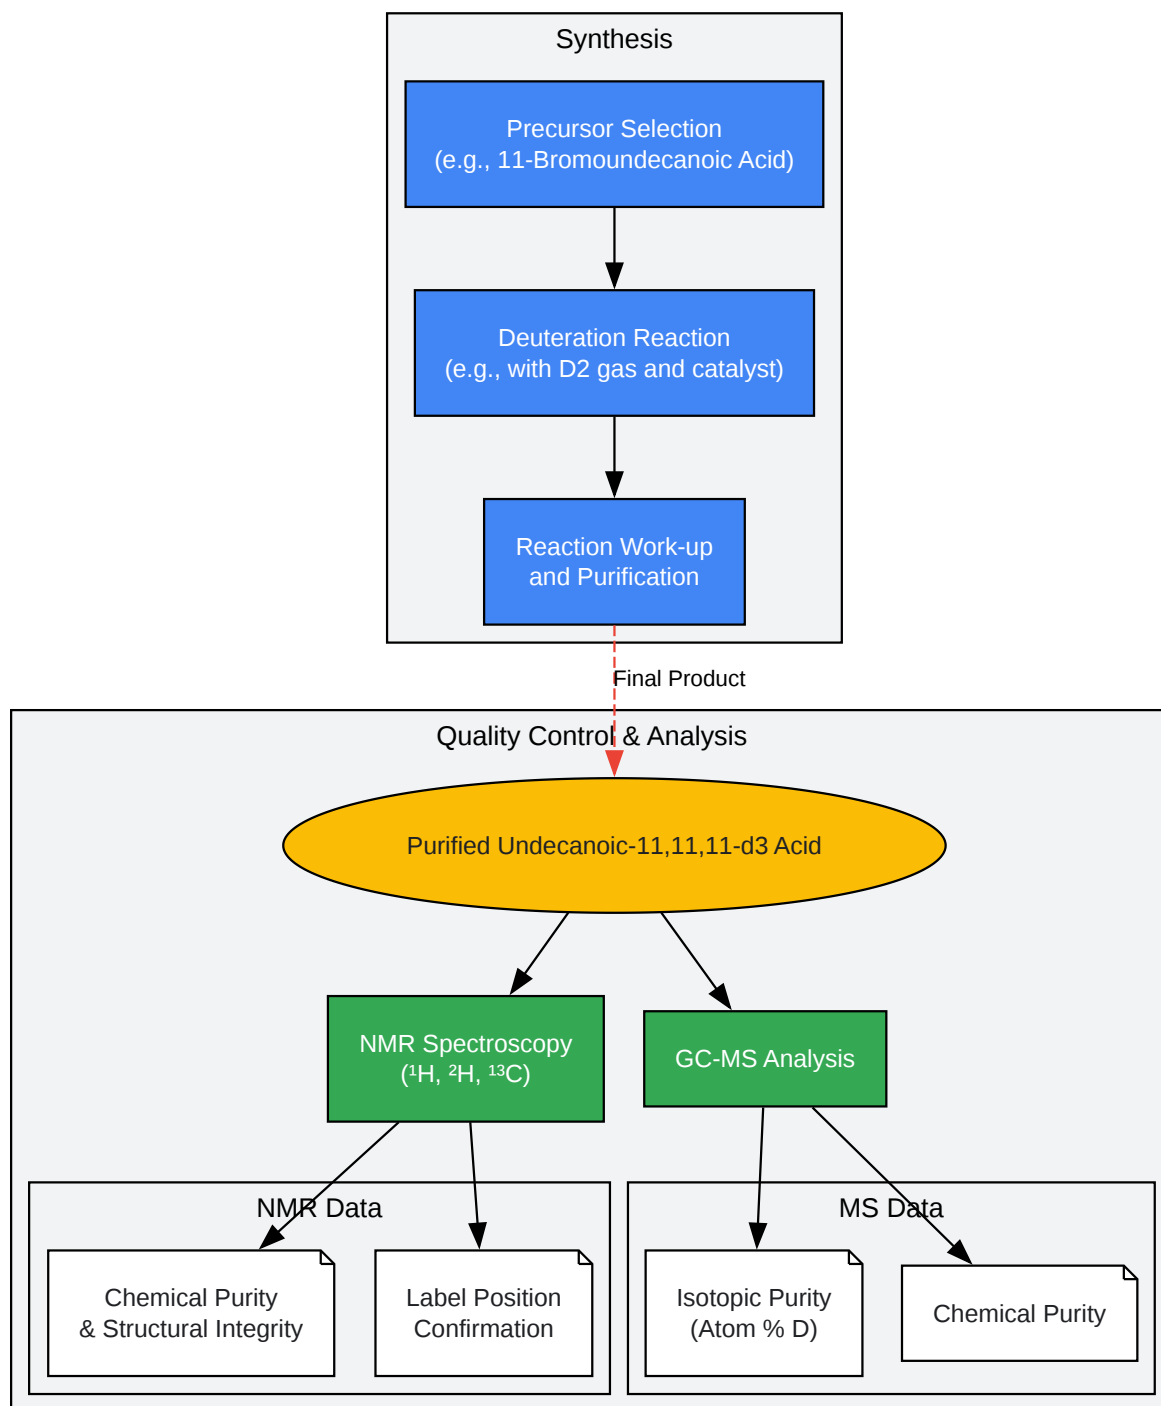 Synthesis
Precursor Selection
(e.g., 11-Bromoundecanoic Acid)
Deuteration Reaction
(e.g., with D2 gas and catalyst)
Reaction Work-up
and Purification
Final Product
Quality Control & Analysis
Purified Undecanoic-11,11,11-d3 Acid
NMR Spectroscopy
(¹H, ²H, ¹³C)
GC-MS Analysis
NMR Data
Chemical Purity
& Structural Integrity
Label Position
Confirmation
MS Data
Isotopic Purity
(Atom % D)
Chemical Purity